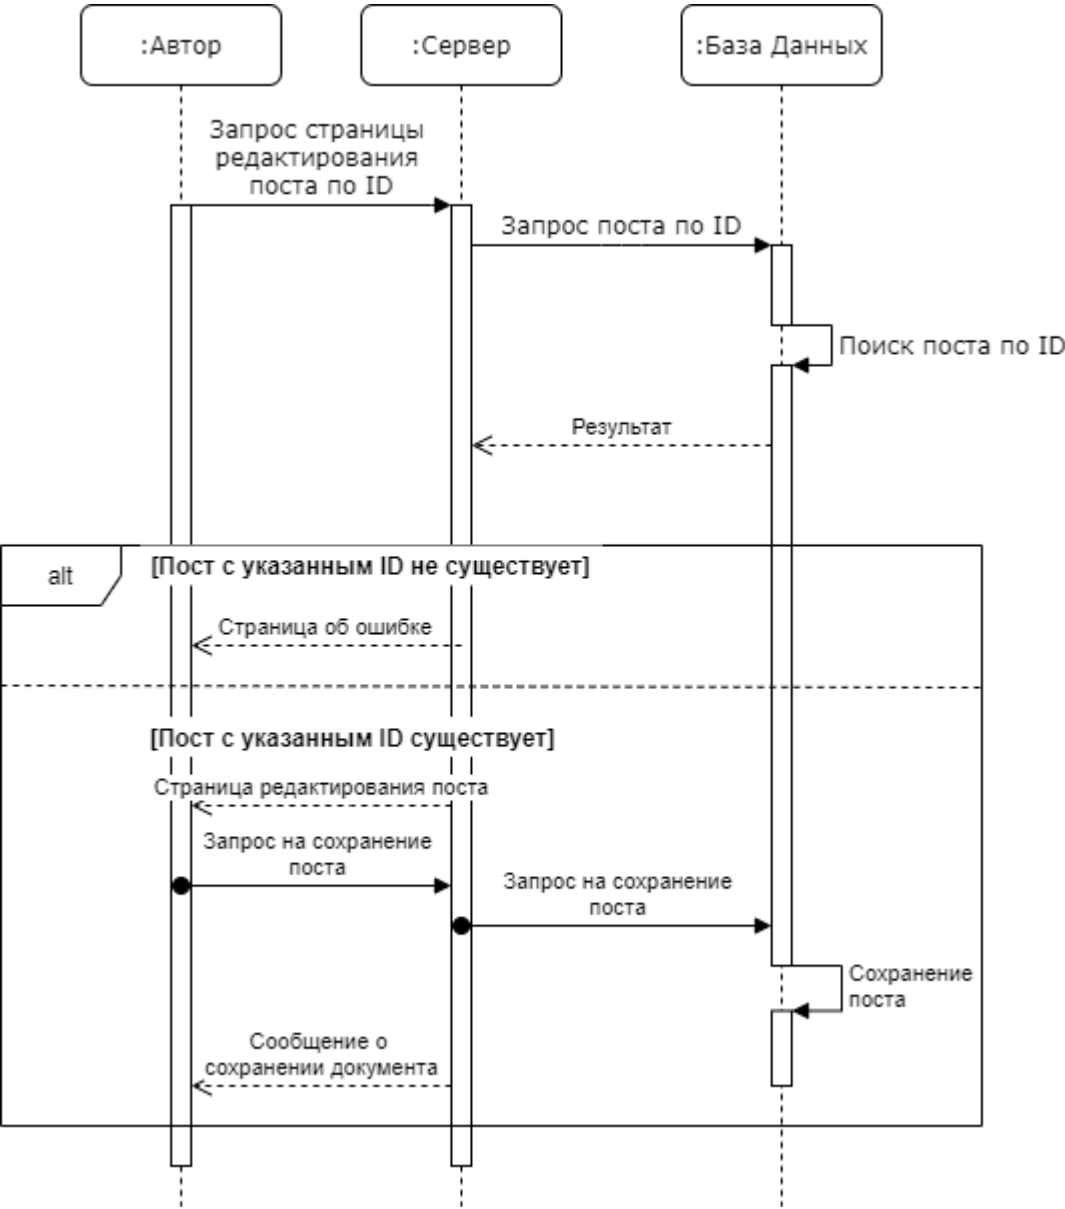 :Автор
:Сервер
:База Данных
Запрос страницы
редактирования
поста по ID
Запрос поста по ID
Поиск поста по ID
Результат
alt
[Пост с указанным ID не существует]
Страница об ошибке
[Пост с указанным ID существует]
Страница редактирования поста
Запрос на сохранение
поста
Запрос на сохранение
поста
Сохранение
поста
Сообщение о
сохранении документа